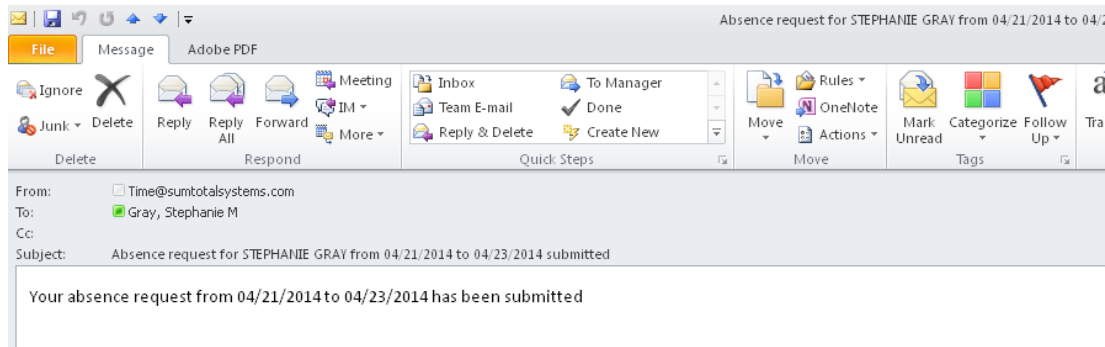 Absence request for STEPHANIE GRAY from 04/21/2014 to 04/2
File Message Adobe PDF
Ignore
Junk
Delete
Delete
Reply
Reply All
Forward
Meeting
IM
More
Respond
Inbox To Manager
Team E-mail Done
Reply & Delete Create New
Quick Steps
Move
Rules
OneNote
Actions
Move
Mark Unread
Categorize
Follow Up
Tags
Tra
From: Time@sumtotalsystems.com
To: Gray, Stephanie M
Cc:
Subject: Absence request for STEPHANIE GRAY from 04/21/2014 to 04/23/2014 submitted
Your absence request from 04/21/2014 to 04/23/2014 has been submitted